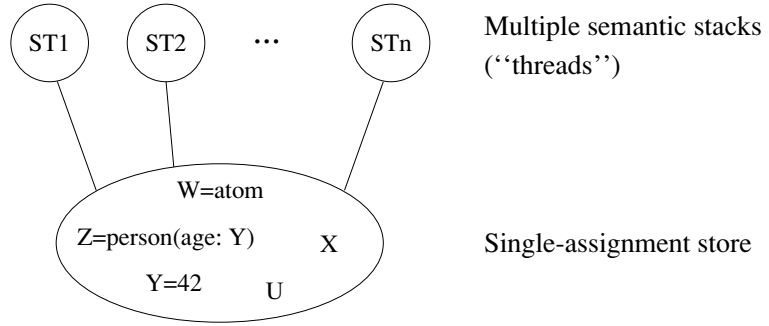 ST1 ST2 ... STn
Multiple semantic stacks
(‘‘threads’’)
W=atom
Z=person(age: Y) X
Y=42 U
Single-assignment store